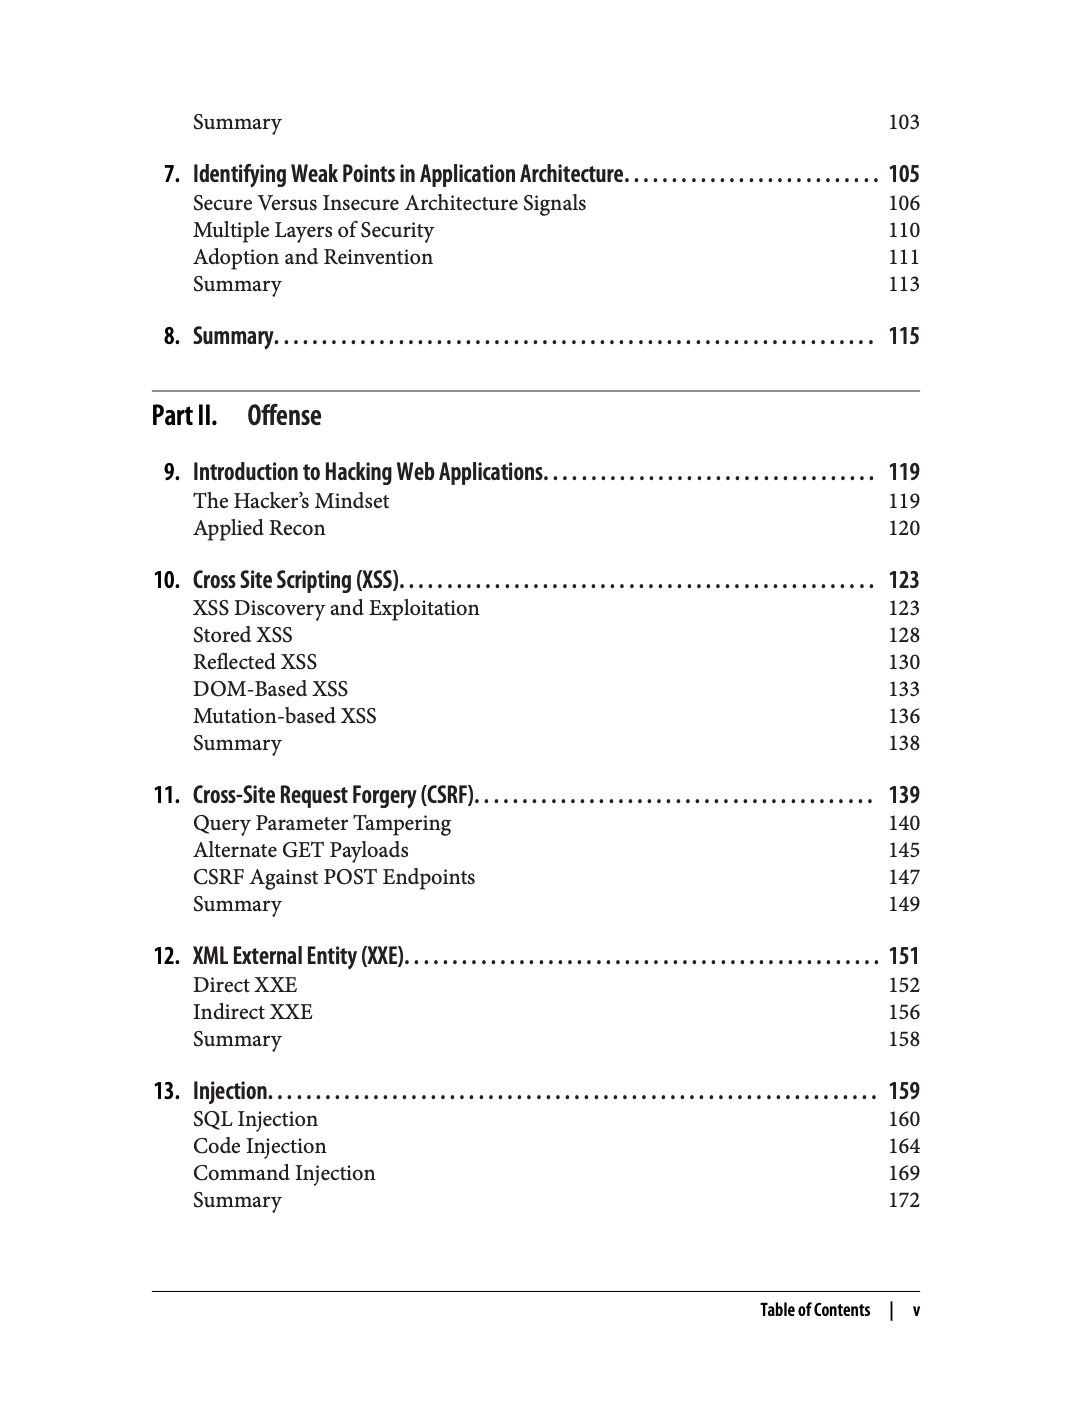 Summary 103
7. Identifying Weak Points in Application Architecture. . . . . . . . . . . . . . . . . . . . . . . . . . . 105
Secure Versus Insecure Architecture Signals 106
Multiple Layers of Security 110
Adoption and Reinvention 111
Summary 113
8. Summary. . . . . . . . . . . . . . . . . . . . . . . . . . . . . . . . . . . . . . . . . . . . . . . . . . . . . . . . . . . . . . . 115
Part II. Offense
9. Introduction to Hacking Web Applications. . . . . . . . . . . . . . . . . . . . . . . . . . . . . . . . . . . 119
The Hacker’s Mindset 119
Applied Recon 120
10. Cross Site Scripting (XSS). . . . . . . . . . . . . . . . . . . . . . . . . . . . . . . . . . . . . . . . . . . . . . . . . . 123
XSS Discovery and Exploitation 123
Stored XSS 128
Reflected XSS 130
DOM-Based XSS 133
Mutation-based XSS 136
Summary 138
11. Cross-Site Request Forgery (CSRF). . . . . . . . . . . . . . . . . . . . . . . . . . . . . . . . . . . . . . . . . . 139
Query Parameter Tampering 140
Alternate GET Payloads 145
CSRF Against POST Endpoints 147
Summary 149
12. XML External Entity (XXE). . . . . . . . . . . . . . . . . . . . . . . . . . . . . . . . . . . . . . . . . . . . . . . . . . 151
Direct XXE 152
Indirect XXE 156
Summary 158
13. Injection. . . . . . . . . . . . . . . . . . . . . . . . . . . . . . . . . . . . . . . . . . . . . . . . . . . . . . . . . . . . . . . . 159
SQL Injection 160
Code Injection 164
Command Injection 169
Summary 172
Table of Contents | v